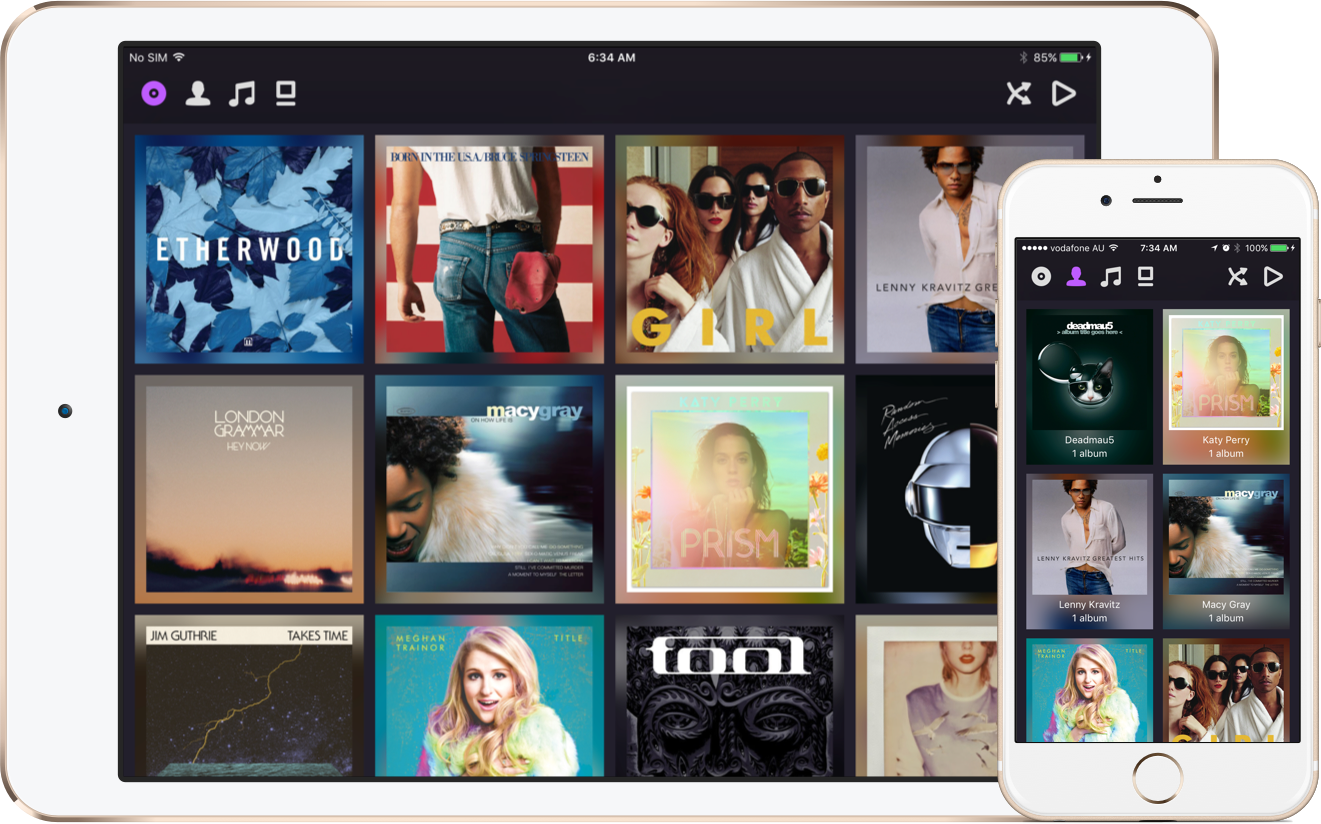 No SIM
6:34 AM
85%
ETHERWOOD
m
BORN IN THE U.S.A./BRUCE SPRINGSTEEN
GIRL
LENNY KRAVITZ GRE
LONDON
GRAMMAR
HEY NOW
macygray
ON HOW LIFE IS
STILL I'VE COMMITTED MURDER
A MOMENT TO MYSELF THE LETTER
KATY PERRY
PRISM
Random
Access
Memories
JIM GUTHRIE
TAKES TIME
MEGHAN
TRAINOR
TITLE
tool
vodafone AU
7:34 AM
100%
deadmau5
> album title goes here <
Deadmau5
1 album
PRISM
Katy Perry
1 album
LENNY KRAVITZ GREATEST HITS
Lenny Kravitz
1 album
macygray
Macy Gray
1 album
MEGHAN
TRAINOR
TITLE
GIRL